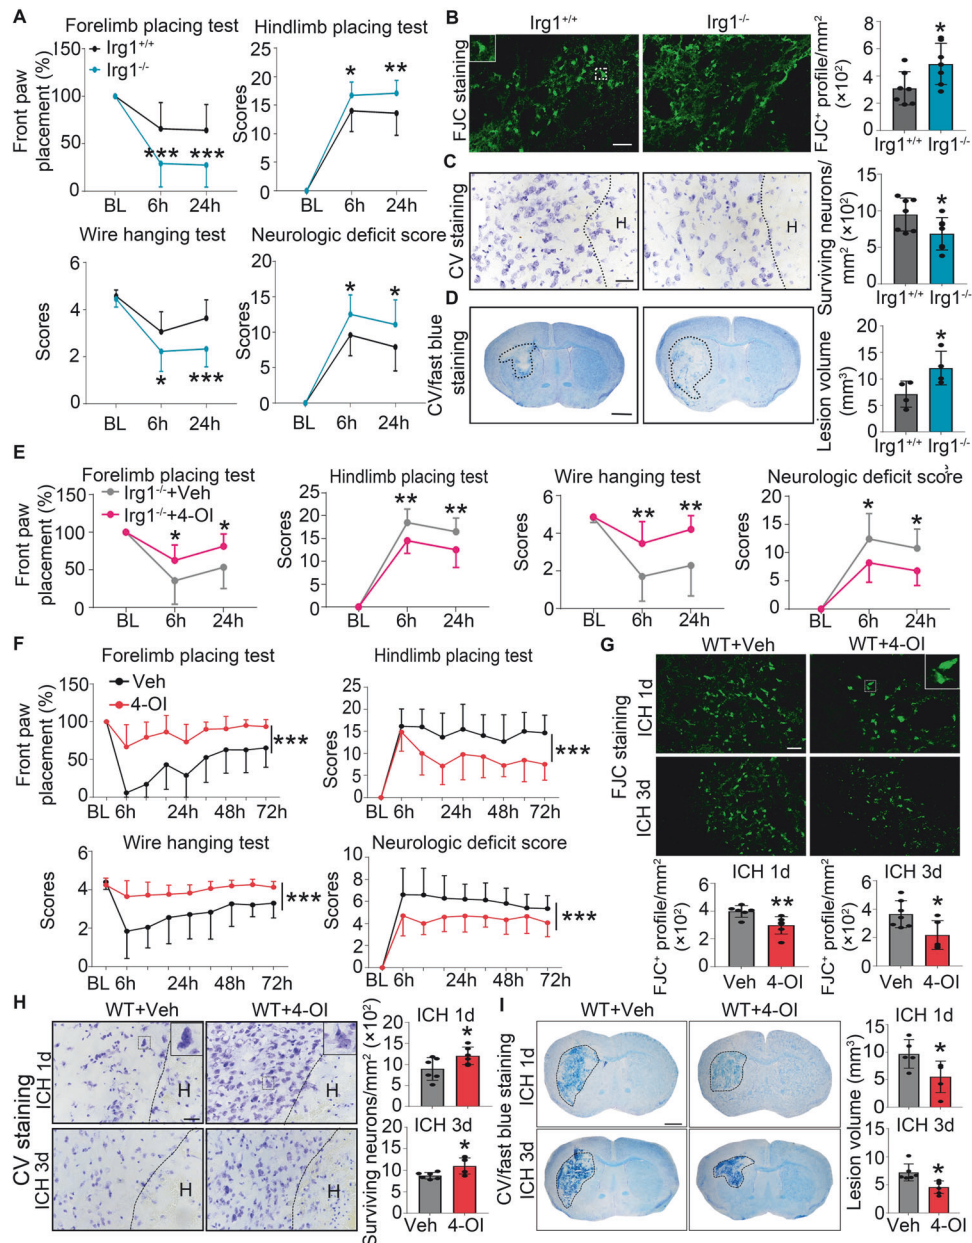 A
Forelimb placing test
Irg1+/+
Irg1-/-
Front paw
placement (%)
150
100
50
0
***
***
BL
6h
24h
Hindlimb placing test
Scores
20
15
10
5
0
*
**
BL
6h
24h
Wire hanging test
Scores
6
4
2
0
*
***
BL
6h
24h
Neurologic deficit score
Scores
20
15
10
5
0
*
*
BL
6h
24h
B
Irg1+/+
Irg1-/-
FJC staining
FJC+ profile/mm2
(×102)
8
6
4
2
0
*
Irg1+/+
Irg1-/-
C
CV staining
H
H
Surviving neurons/
mm2 (×102)
15
10
5
0
*
Irg1+/+
Irg1-/-
D
CV/fast blue
staining
Lesion volume
(mm3)
20
15
10
5
0
*
Irg1+/+
Irg1-/-
E
Forelimb placing test
Irg1-/-+Veh
Irg1-/-+4-OI
Front paw
placement (%)
150
100
50
0
*
*
BL
6h
24h
Hindlimb placing test
Scores
25
20
15
10
5
0
**
**
BL
6h
24h
Wire hanging test
Scores
6
4
2
0
**
**
BL
6h
24h
Neurologic deficit score
Scores
20
15
10
5
0
*
*
BL
6h
24h
F
Forelimb placing test
Veh
4-OI
Front paw
placement (%)
150
100
50
0
***
BL 6h
24h
48h
72h
Hindlimb placing test
Scores
25
20
15
10
5
0
***
BL 6h
24h
48h
72h
Wire hanging test
Scores
6
4
2
0
***
BL 6h
24h
48h
72h
Neurologic deficit score
Scores
10
8
6
4
2
0
***
BL 6h
24h
48h
72h
G
WT+Veh
WT+4-OI
FJC staining
ICH 1d
ICH 3d
ICH 1d
FJC+ profile/mm2
(×102)
6
4
2
0
**
Veh
4-OI
ICH 3d
FJC+ profile/mm2
(×102)
6
4
2
0
*
Veh
4-OI
H
WT+Veh
WT+4-OI
CV staining
ICH 1d
ICH 3d
H
H
H
H
Surviving neurons/mm2 (×102)
ICH 1d
20
15
10
5
0
*
ICH 3d
20
15
10
5
0
*
Veh
4-OI
I
WT+Veh
WT+4-OI
CV/fast blue staining
ICH 1d
ICH 3d
Lesion volume (mm3)
ICH 1d
15
10
5
0
*
ICH 3d
15
10
5
0
*
Veh
4-OI